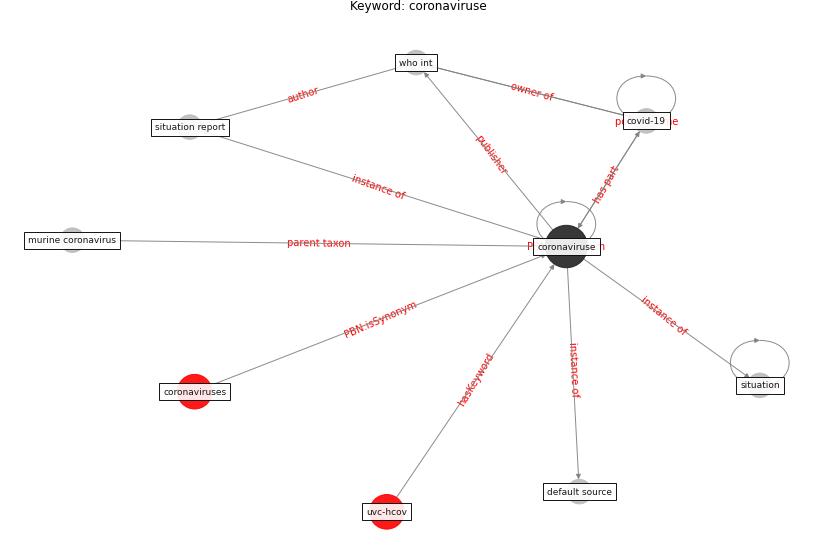 Keyword: coronaviruse
who int
author
owner of
situation report
covid-19
publisher
instance of
has part
murine coronavirus
parent taxon
coronaviruse
PBN:isSynonym
instance of
coronaviruses
hasKeyword
instance of
situation
default source
uvc-hcov